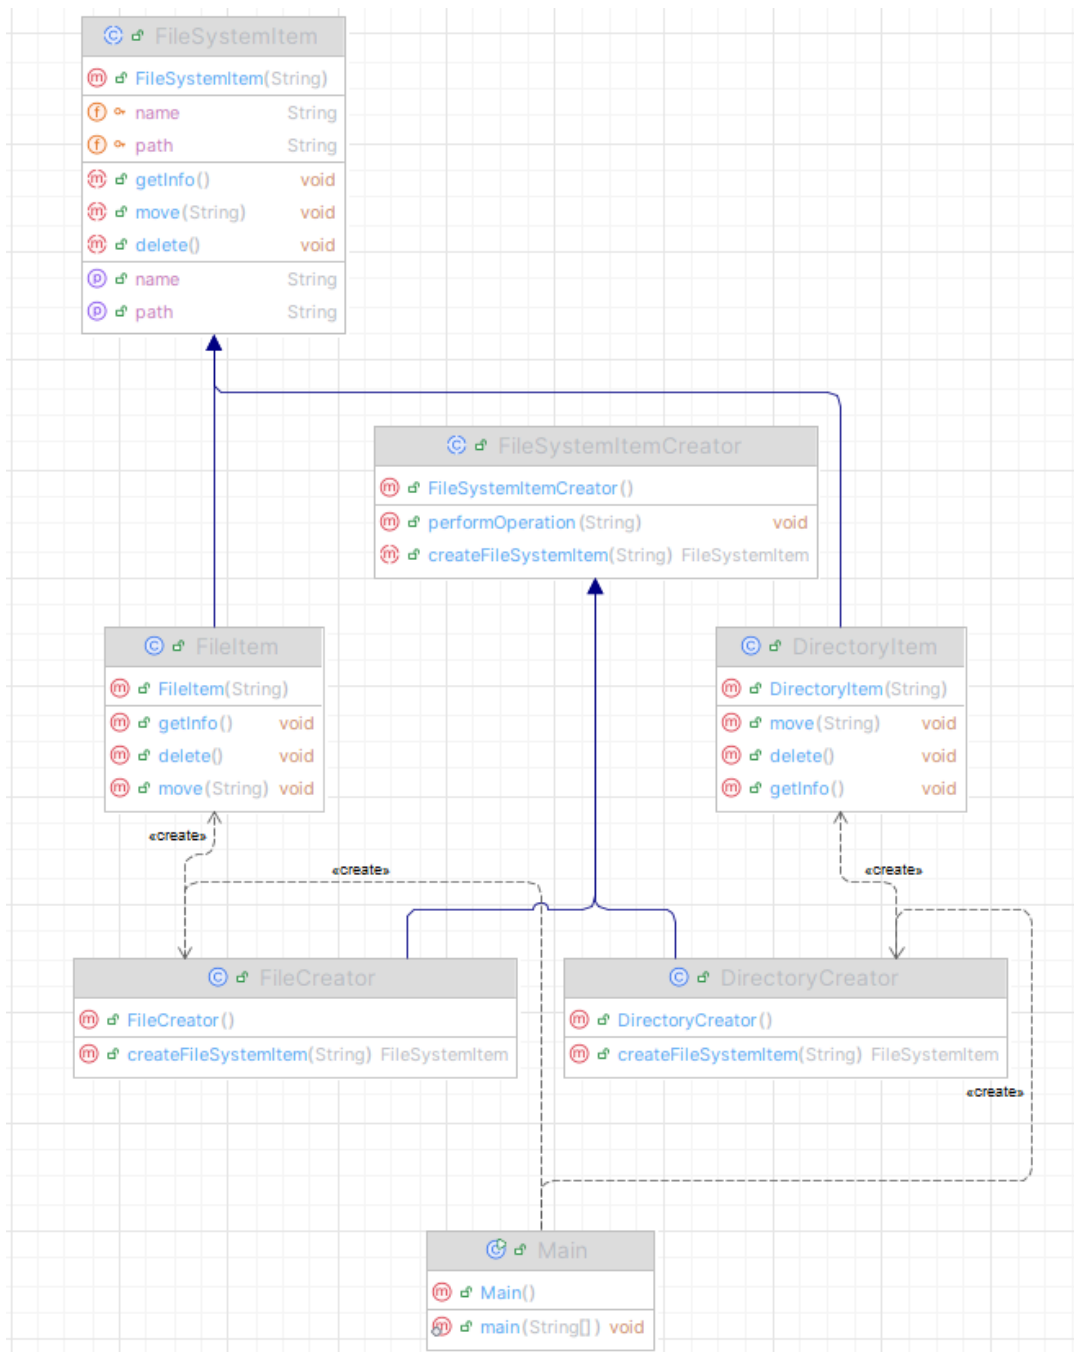 FileSystemItem
FileSystemItem(String)
name String
path String
getInfo() void
move(String) void
delete() void
name String
path String
FileSystemItemCreator
FileSystemItemCreator()
performOperation(String) void
createFileSystemItem(String) FileSystemItem
FileItem
FileItem(String)
getInfo() void
delete() void
move(String) void
DirectoryItem
DirectoryItem(String)
move(String) void
delete() void
getInfo() void
«create»
«create»
«create»
FileCreator
FileCreator()
createFileSystemItem(String) FileSystemItem
DirectoryCreator
DirectoryCreator()
createFileSystemItem(String) FileSystemItem
«create»
Main
Main()
main(String[]) void